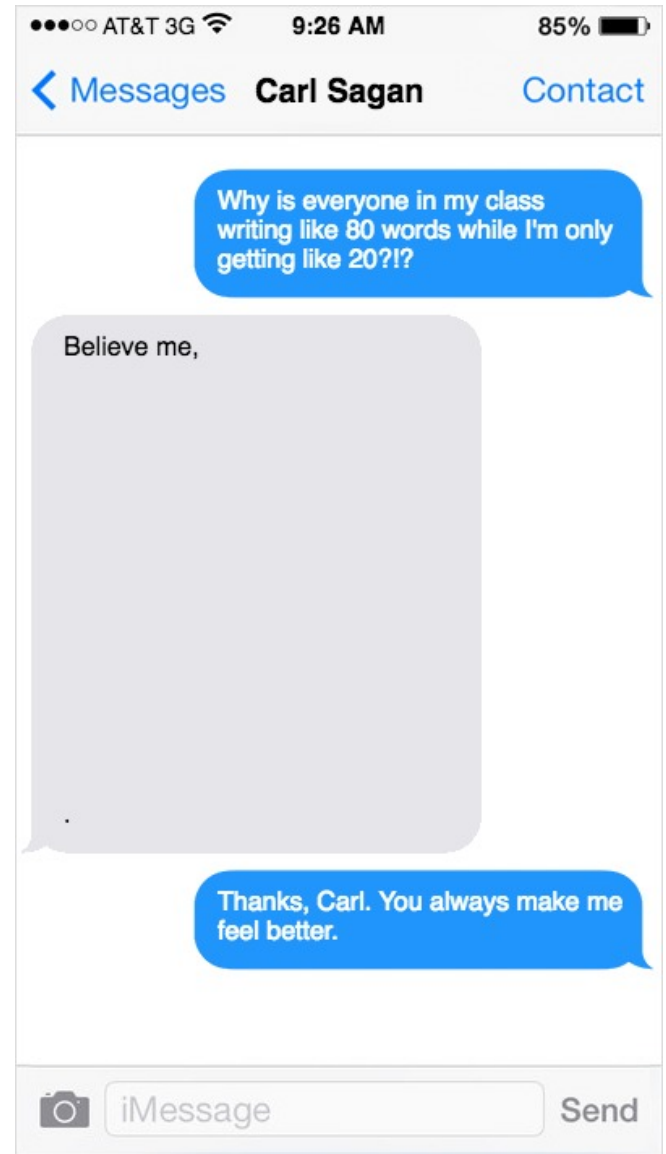 AT&T 3G 9:26 AM 85%
Messages Carl Sagan Contact
Why is everyone in my class
writing like 80 words while I'm only
getting like 20?!?
Believe me,
.
Thanks, Carl. You always make me
feel better.
iMessage Send